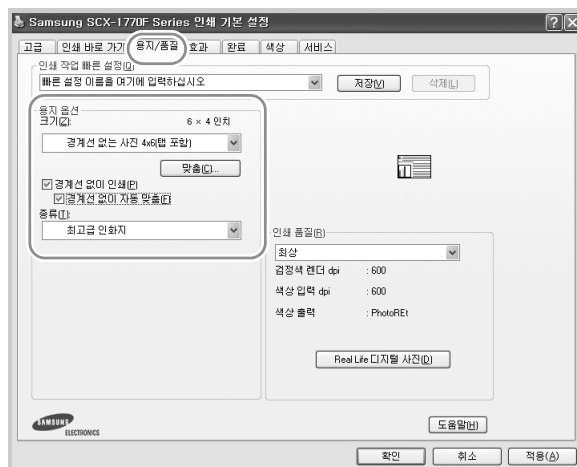 Samsung SCX-1770F Series 인쇄 기본 설정
고급 인쇄 바로 가기 용지/품질 효과 완료 색상 서비스
인쇄 작업 빠른 설정(Q)
빠른 설정 이름을 여기에 입력하십시오 저장(V) 삭제(L)
용지 옵션
크기(Z): 6 × 4 인치
경계선 없는 사진 4x6(탭 포함)
맞춤(C)...
경계선 없이 인쇄(P)
경계선 없이 자동 맞춤(F)
종류(T):
최고급 인화지
인쇄 품질(R)
최상
검정색 렌더 dpi : 600
색상 입력 dpi : 600
색상 출력 : PhotoREt
Real Life 디지털 사진(D)
SAMSUNG
ELECTRONICS
도움말(H)
확인 취소 적용(A)